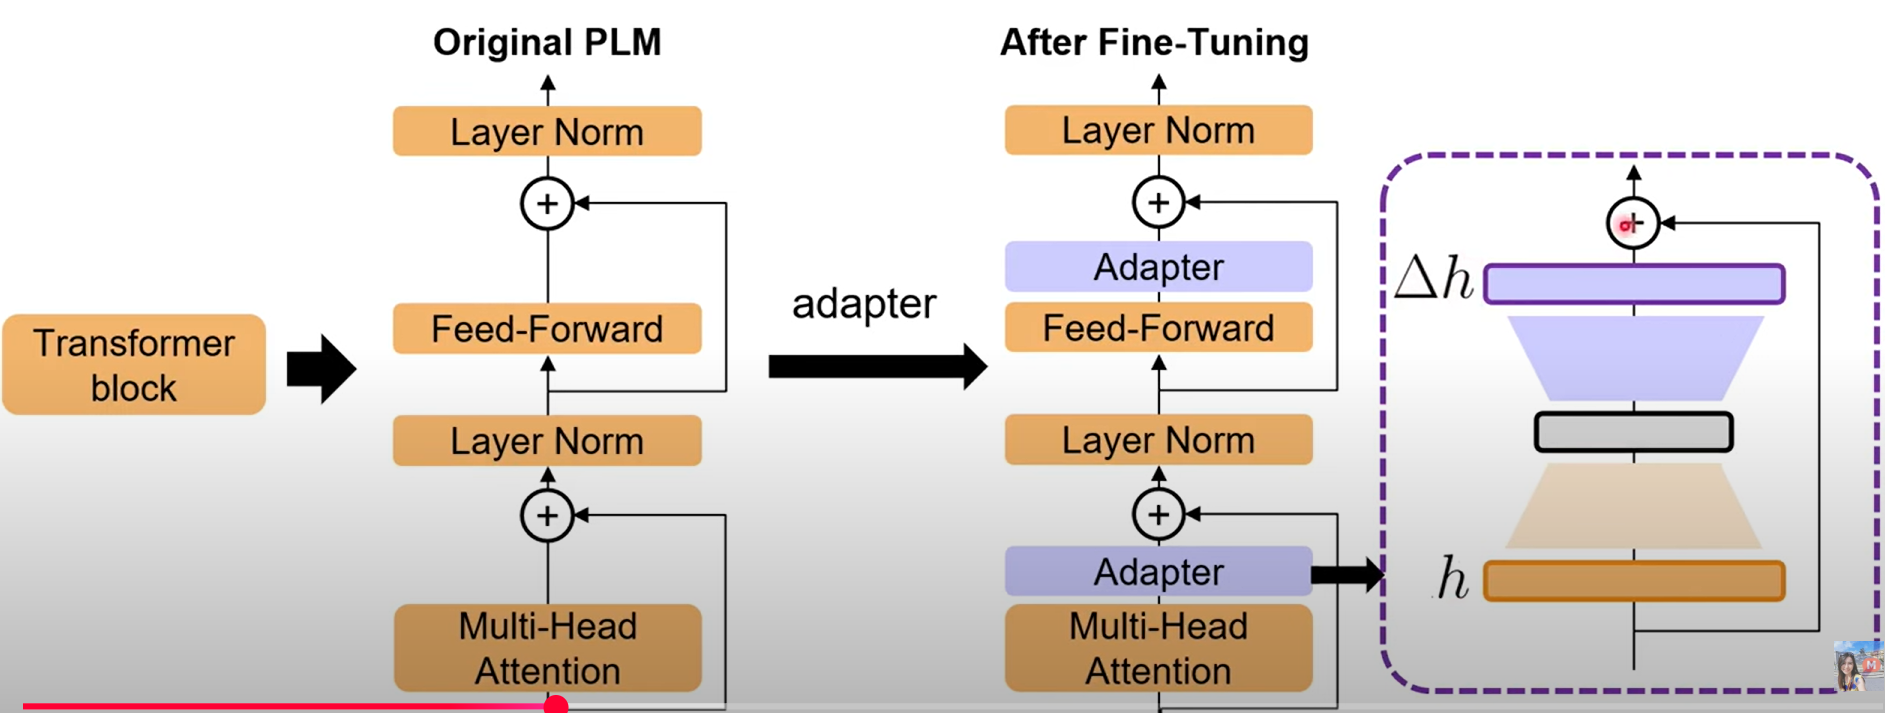 Original PLM
After Fine-Tuning
Layer Norm
Layer Norm
+
+
+
Adapter
Δh
adapter
Feed-Forward
Feed-Forward
Transformer
block
Layer Norm
Layer Norm
+
+
Adapter
h
Multi-Head
Attention
Multi-Head
Attention
M